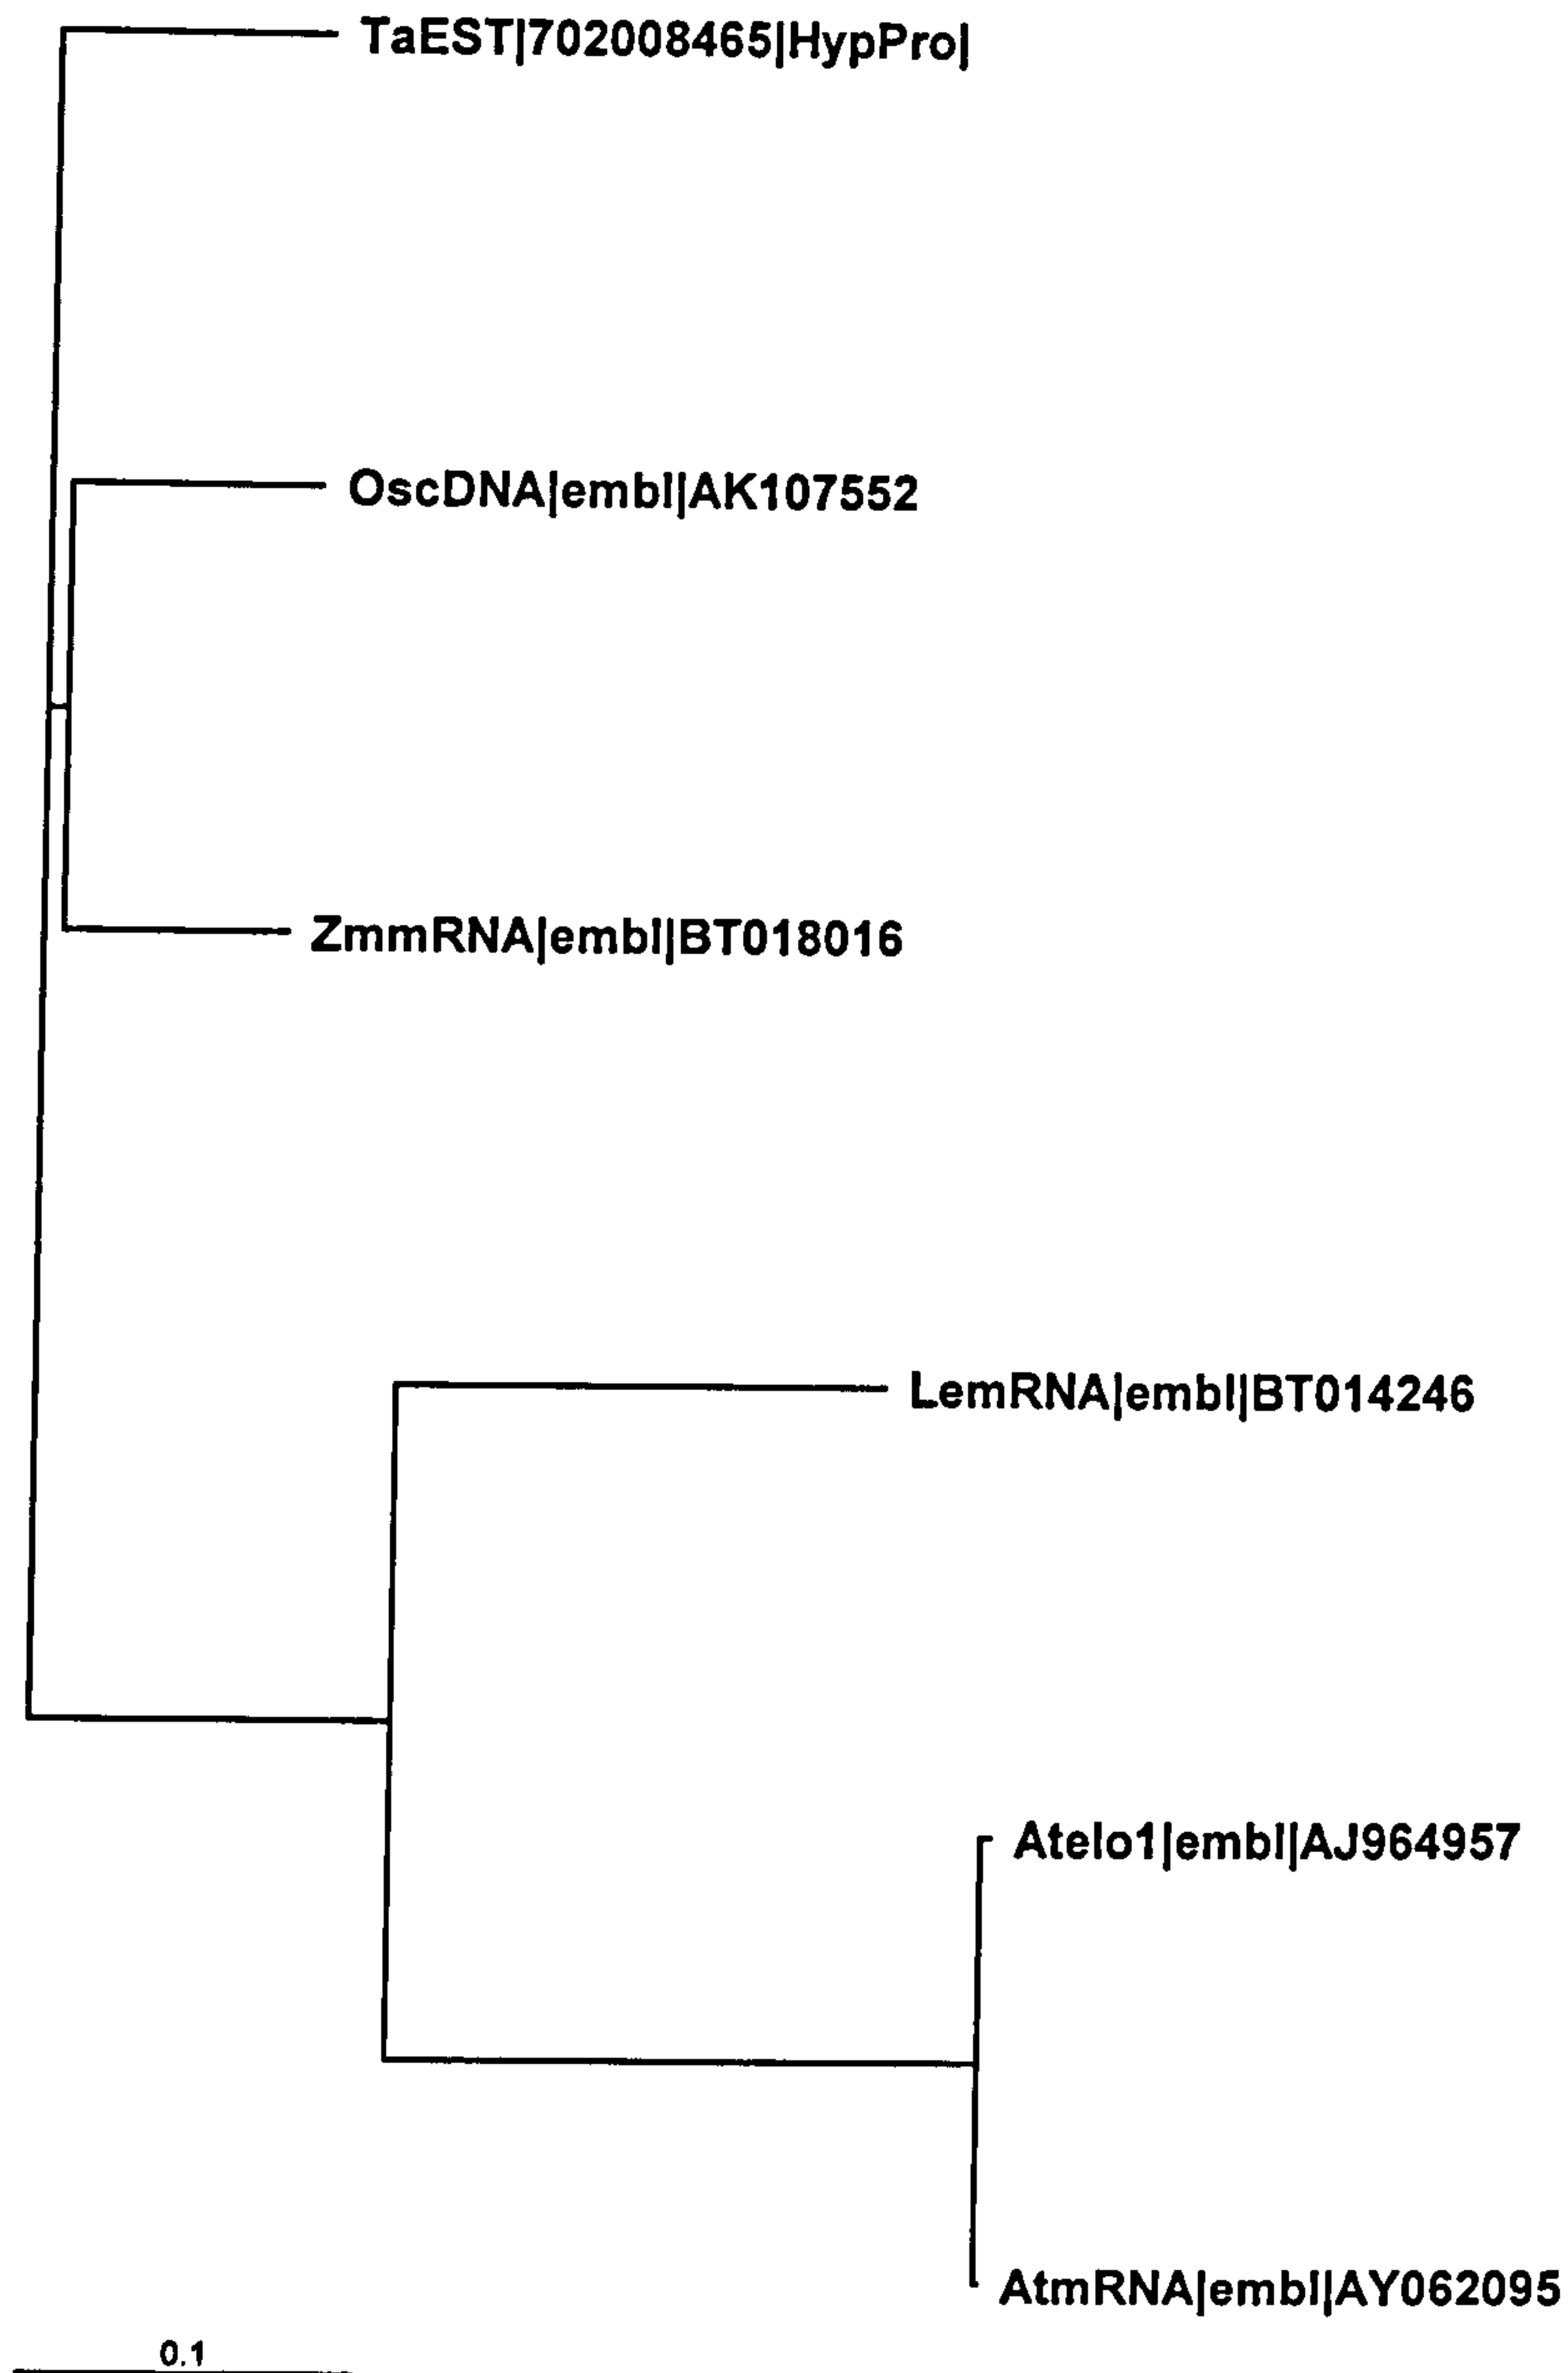 TaEST|702008465|HypPro|
OscDNA|embl|AK107552
ZmmRNA|embl|BT018016
LemRNA|embl|BT014246
Atelo1|embl|AJ964957
AtmRNA|embl|AY062095
0.1